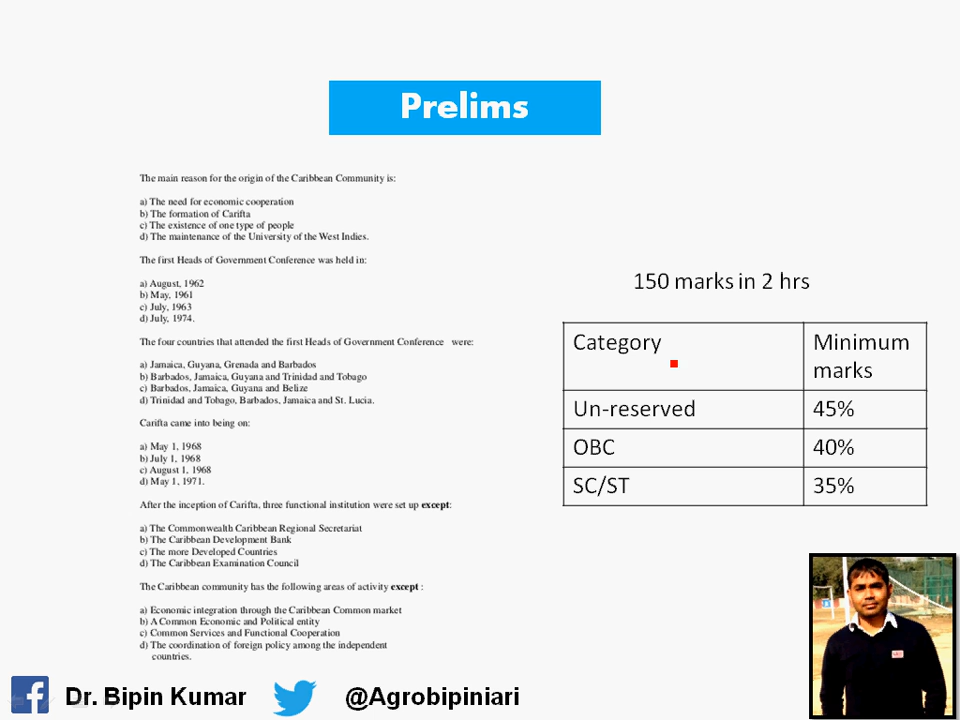 Prelims
The main reason for the origin of the Caribbean Community is:
a) The need for economic cooperation
b) The formation of Carifta
c) The existence of one type of people
d) The maintenance of the University of the West Indies.
The first Heads of Government Conference was held in:
a) August, 1962
b) May, 1961
c) July, 1963
d) July, 1974.
The four countries that attended the first Heads of Government Conference were:
a) Jamaica, Guyana, Grenada and Barbados
b) Barbados, Jamaica, Guyana and Trinidad and Tobago
c) Barbados, Jamaica, Guyana and Belize
d) Trinidad and Tobago, Barbados, Jamaica and St. Lucia.
Carifta came into being on:
a) May 1, 1968
b) July 1, 1968
c) August 1, 1968
d) May 1, 1971.
After the inception of Carifta, three functional institution were set up except:
a) The Commonwealth Caribbean Regional Secretariat
b) The Caribbean Development Bank
c) The more Developed Countries
d) The Caribbean Examination Council
The Caribbean community has the following areas of activity except :
a) Economic integration through the Caribbean Common market
b) A Common Economic and Political entity
c) Common Services and Functional Cooperation
d) The coordination of foreign policy among the independent
countries.
150 marks in 2 hrs
Category Minimum
marks
Un-reserved 45%
OBC 40%
SC/ST 35%
Dr. Bipin Kumar @Agrobipiniari